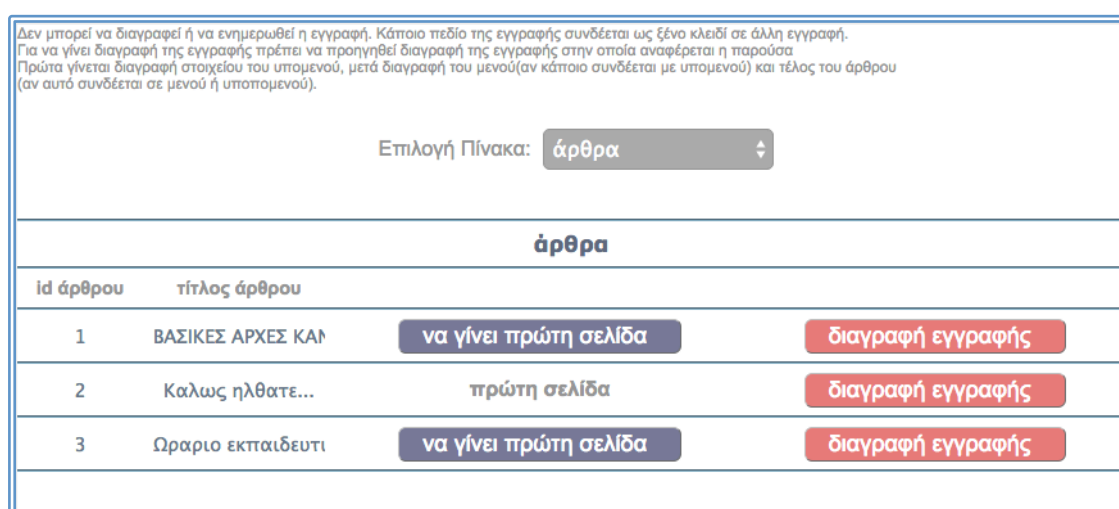 Δεν μπορεί να διαγραφεί ή να ενημερωθεί η εγγραφή. Κάποιο πεδίο της εγγραφής συνδέεται ως ξένο κλειδί σε άλλη εγγραφή.
Για να γίνει διαγραφή της εγγραφής πρέπει να προηγηθεί διαγραφή της εγγραφής στην οποία αναφέρεται η παρούσα
Πρώτα γίνεται διαγραφή στοιχείου του υπομενού, μετά διαγραφή του μενού(αν κάποιο συνδέεται με υπομενού) και τέλος του άρθρου
(αν αυτό συνδέεται σε μενού ή υποπομενού).
Επιλογή Πίνακα: άρθρα
άρθρα
id άρθρου τίτλος άρθρου
1 ΒΑΣΙΚΕΣ ΑΡΧΕΣ ΚΑΝ να γίνει πρώτη σελίδα διαγραφή εγγραφής
2 Καλως ηλθατε... πρώτη σελίδα διαγραφή εγγραφής
3 Ωραριο εκπαιδευτι να γίνει πρώτη σελίδα διαγραφή εγγραφής